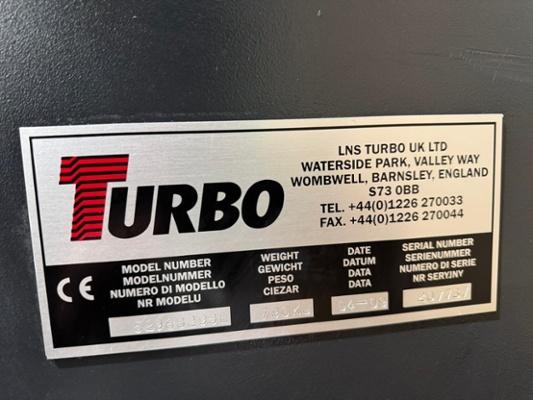 TURBO
LNS TURBO UK LTD
WATERSIDE PARK, VALLEY WAY
WOMBWELL, BARNSLEY, ENGLAND
S73 0BB
TEL. +44(0)1226 270033
FAX. +44(0)1226 270044
CE
MODEL NUMBER
MODELNUMMER
NUMERO DI MODELLO
NR MODELU
WEIGHT
GEWICHT
PESO
CIEZAR
DATE
DATUM
DATA
DATA
SERIAL NUMBER
SERIENUMMER
NUMERO DI SERIE
NR SERYJNY